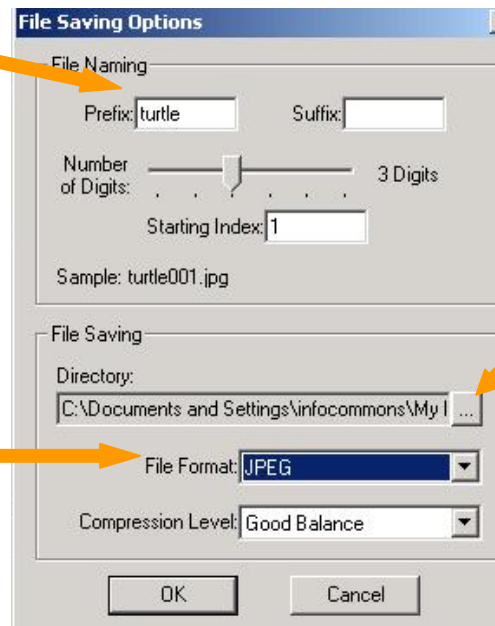 File Saving Options
File Naming
Prefix: turtle Suffix:
Number
of Digits: 3 Digits
Starting Index: 1
Sample: turtle001.jpg
File Saving
Directory:
C:\Documents and Settings\infocommons\My ...
File Format: JPEG
Compression Level: Good Balance
OK Cancel